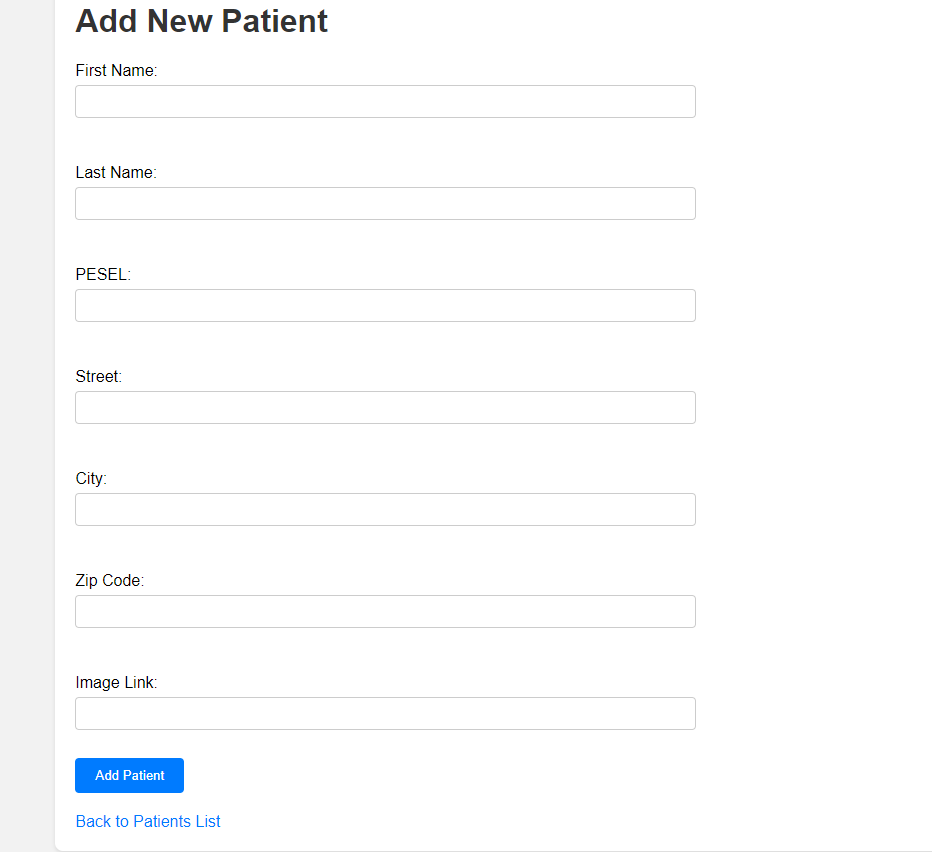 Add New Patient
First Name:
Last Name:
PESEL:
Street:
City:
Zip Code:
Image Link:
Add Patient
Back to Patients List